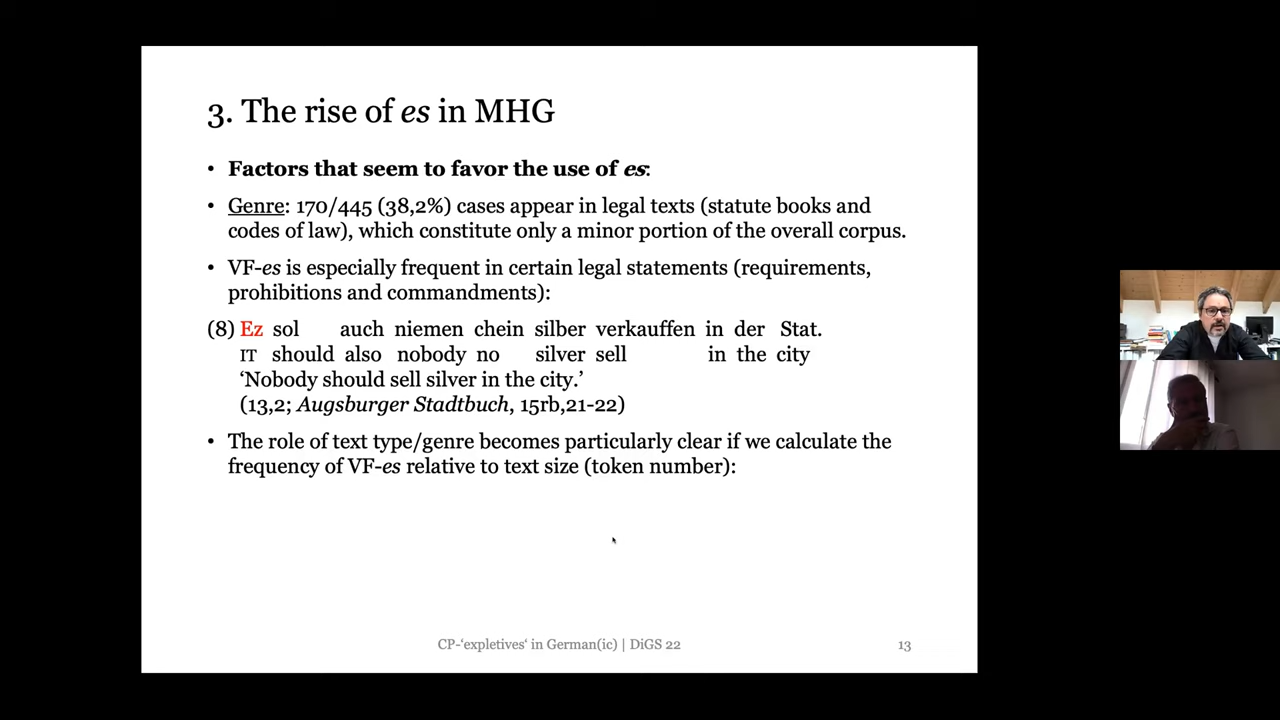 3. The rise of es in MHG
• Factors that seem to favor the use of es:
• Genre: 170/445 (38,2%) cases appear in legal texts (statute books and
codes of law), which constitute only a minor portion of the overall corpus.
• VF-es is especially frequent in certain legal statements (requirements,
prohibitions and commandments):
(8) Ez sol auch niemen chein silber verkauffen in der Stat.
IT should also nobody no silver sell in the city
‘Nobody should sell silver in the city.’
(13,2; Augsburger Stadtbuch, 15rb,21-22)
• The role of text type/genre becomes particularly clear if we calculate the
frequency of VF-es relative to text size (token number):
CP-‘expletives‘ in German(ic) | DiGS 22
13